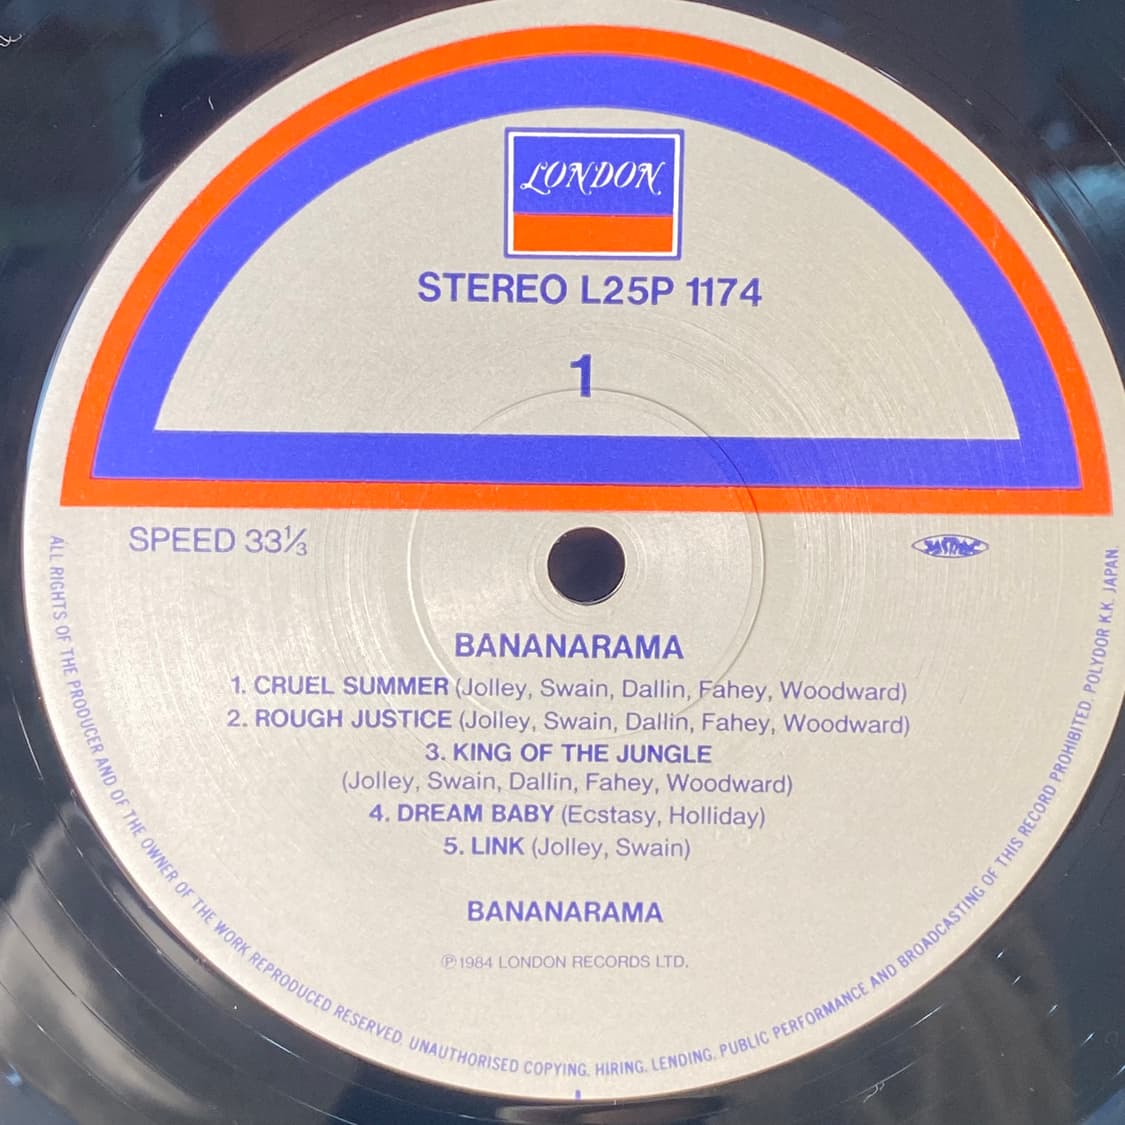 LONDON
STEREO L25P 1174
1
SPEED 33⅓
JASRAC
BANANARAMA
1. CRUEL SUMMER (Jolley, Swain, Dallin, Fahey, Woodward)
2. ROUGH JUSTICE (Jolley, Swain, Dallin, Fahey, Woodward)
3. KING OF THE JUNGLE
(Jolley, Swain, Dallin, Fahey, Woodward)
4. DREAM BABY (Ecstasy, Holliday)
5. LINK (Jolley, Swain)
BANANARAMA
℗1984 LONDON RECORDS LTD.
ALL RIGHTS OF THE PRODUCER AND OF THE OWNER OF THE WORK REPRODUCED RESERVED. UNAUTHORISED COPYING, HIRING, LENDING, PUBLIC PERFORMANCE AND BROADCASTING OF THIS RECORD PROHIBITED. POLYDOR K.K. JAPAN.